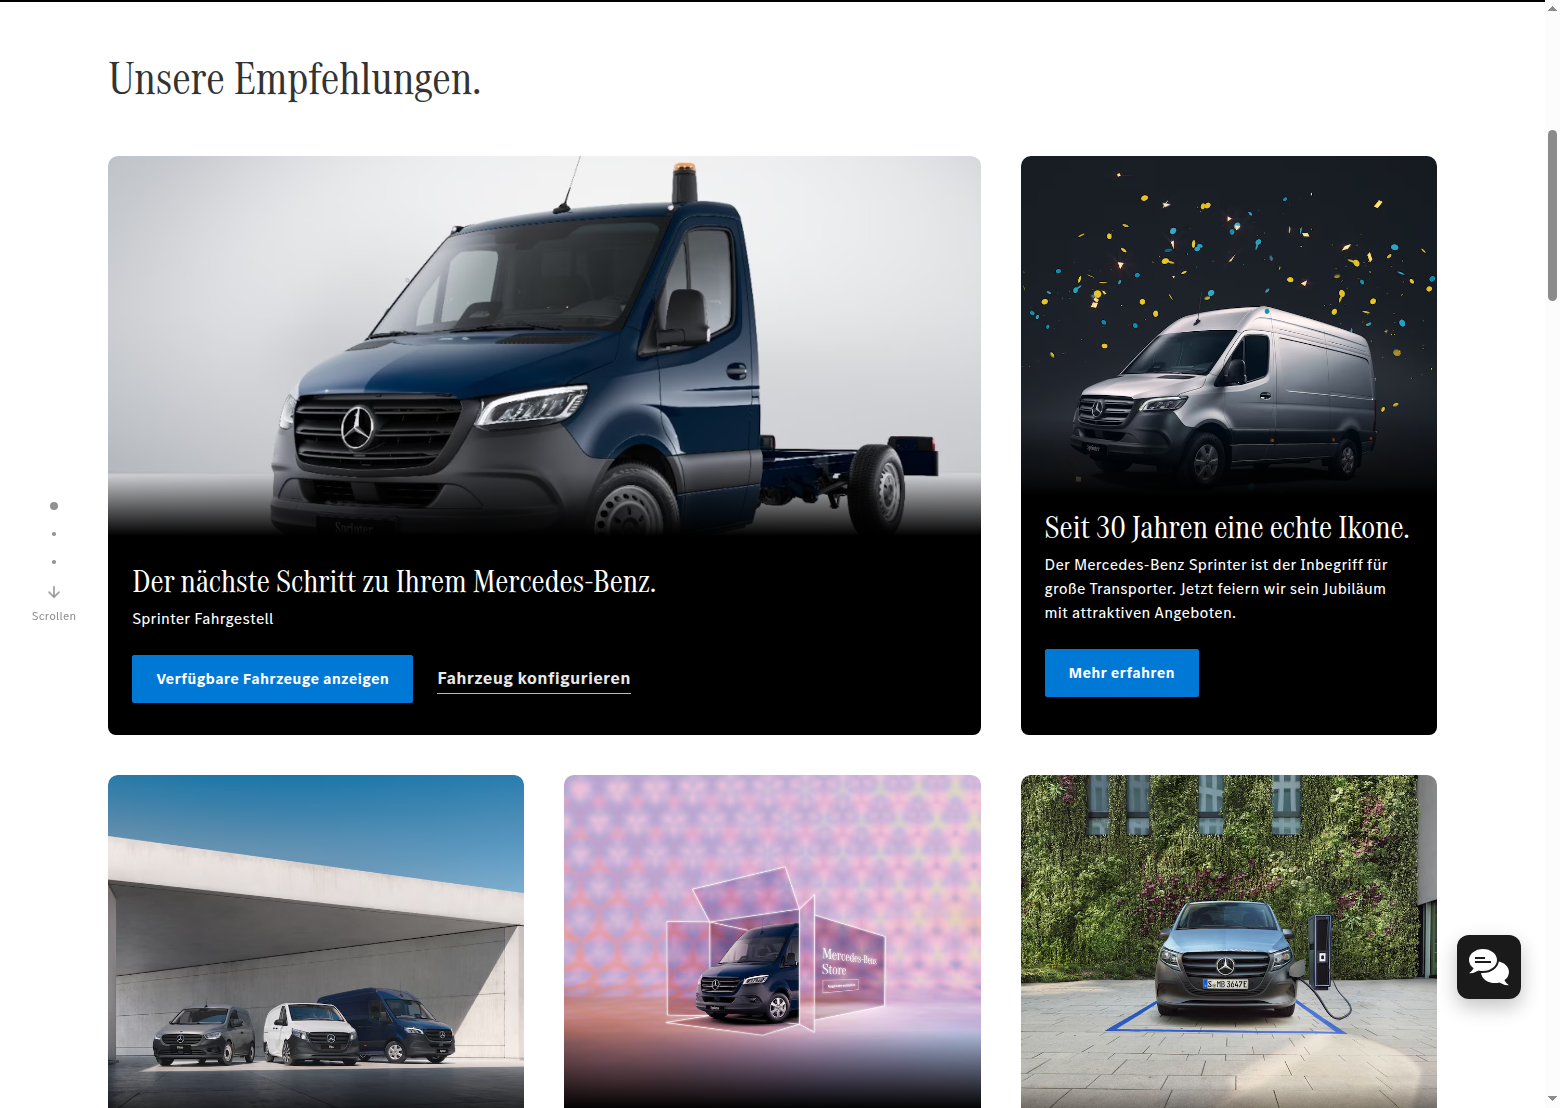 Unsere Empfehlungen.
Der nächste Schritt zu Ihrem Mercedes-Benz.
Sprinter Fahrgestell
Verfügbare Fahrzeuge anzeigen
Fahrzeug konfigurieren
Seit 30 Jahren eine echte Ikone.
Der Mercedes-Benz Sprinter ist der Inbegriff für
große Transporter. Jetzt feiern wir sein Jubiläum
mit attraktiven Angeboten.
Mehr erfahren
Scrollen
Sprinter
Mercedes-Benz
Store
S MB 3647E